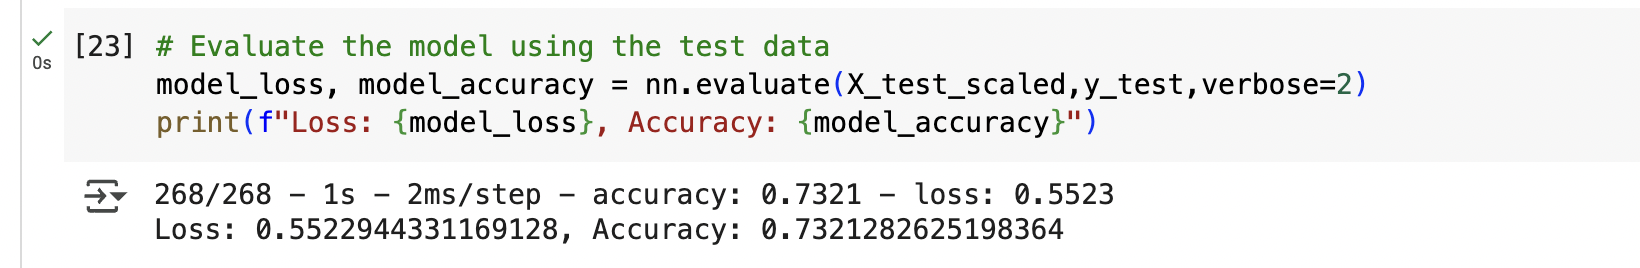 [23] # Evaluate the model using the test data
0s
model_loss, model_accuracy = nn.evaluate(X_test_scaled,y_test,verbose=2)
print(f"Loss: {model_loss}, Accuracy: {model_accuracy}")
268/268 – 1s – 2ms/step – accuracy: 0.7321 – loss: 0.5523
Loss: 0.5522944331169128, Accuracy: 0.7321282625198364